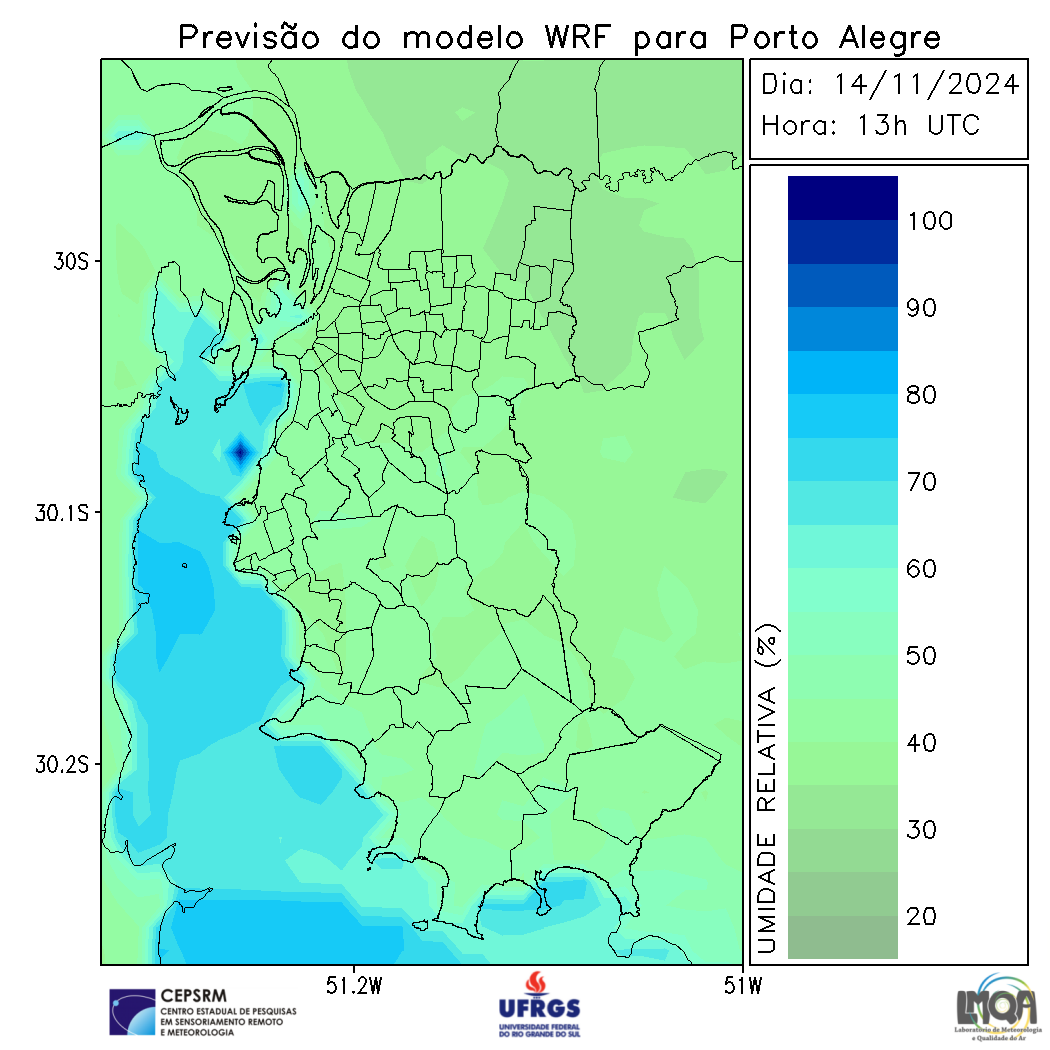 Previsão do modelo WRF para Porto Alegre
Dia: 14/11/2024
Hora: 13h UTC
30S
30.1S
30.2S
51.2W
51W
UMIDADE RELATIVA (%)
100
90
80
70
60
50
40
30
20
CEPSRM
CENTRO ESTADUAL DE PESQUISAS
EM SENSORIAMENTO REMOTO
E METEOROLOGIA
UFRGS
UNIVERSIDADE FEDERAL
DO RIO GRANDE DO SUL
LMQA
Laboratório de Meteorologia
e Qualidade do Ar